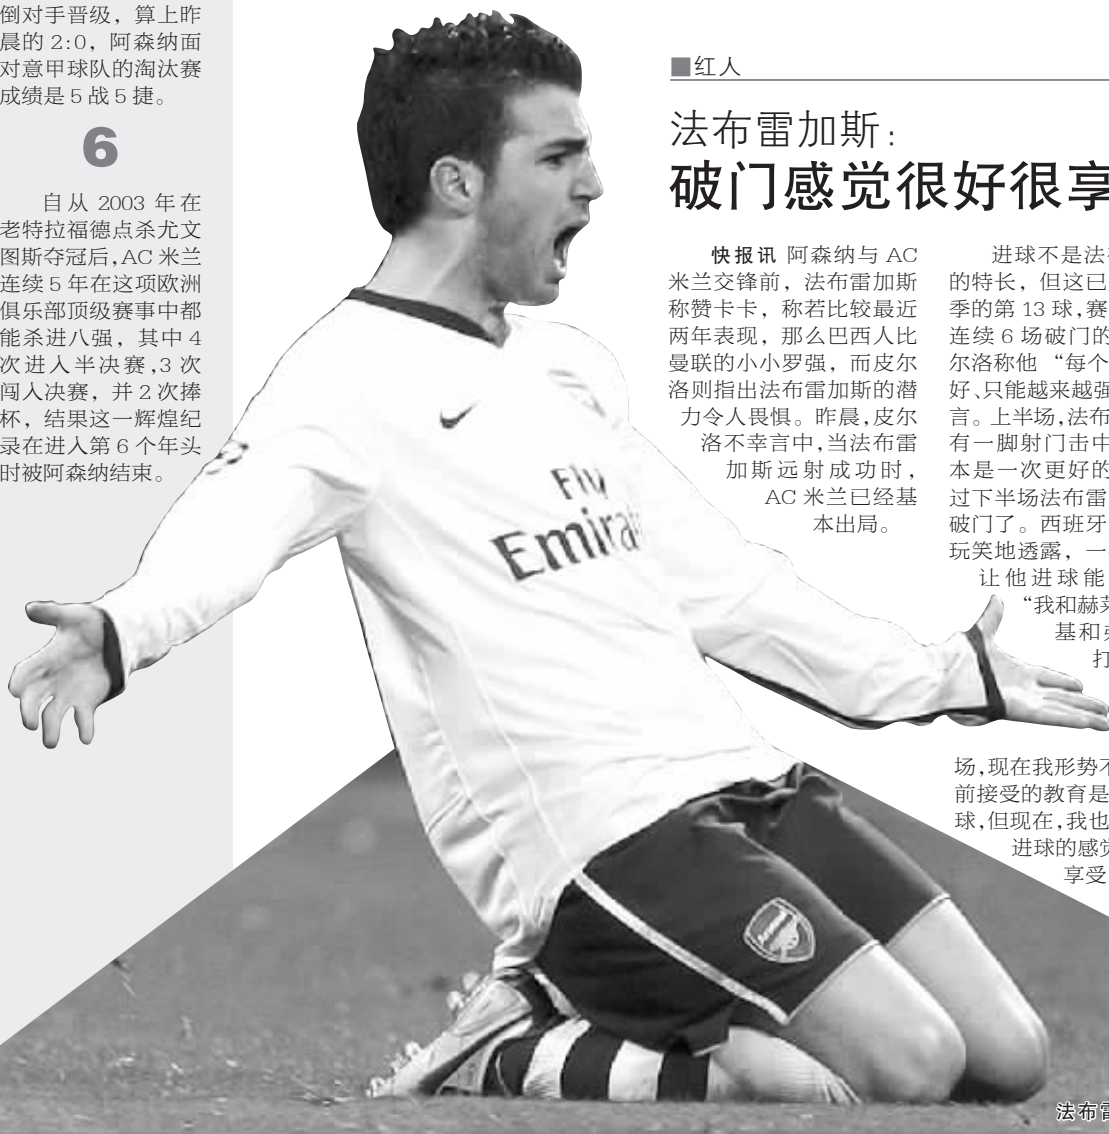 倒对手晋级，算上昨
晨的 2:0，阿森纳面
对意甲球队的淘汰赛
成绩是 5 战 5 捷。
6
自从 2003 年在
老特拉福德点杀尤文
图斯夺冠后，AC 米兰
连续 5 年在这项欧洲
俱乐部顶级赛事中都
能杀进八强，其中 4
次进入半决赛，3 次
闯入决赛，并 2 次捧
杯，结果这一辉煌纪
录在进入第 6 个年头
时被阿森纳结束。
■红人
法布雷加斯：
破门感觉很好很享
快报讯 阿森纳与 AC
米兰交锋前，法布雷加斯
称赞卡卡，称若比较最近
两年表现，那么巴西人比
曼联的小小罗强，而皮尔
洛则指出法布雷加斯的潜
力令人畏惧。昨晨，皮尔
洛不幸言中，当法布雷
加斯远射成功时，
AC 米兰已经基
本出局。
进球不是法布
的特长，但这已
季的第 13 球，赛
连续 6 场破门的
尔洛称他 “每个
好、只能越来越强
言。上半场，法布
有一脚射门击中
本是一次更好的
过下半场法布雷
破门了。西班牙
玩笑地透露，一
让他进球能
“我和赫莱
基和弗
打
场，现在我形势不
前接受的教育是
球，但现在，我也
进球的感觉
享受
Fly
Emira
Arsenal
法布雷